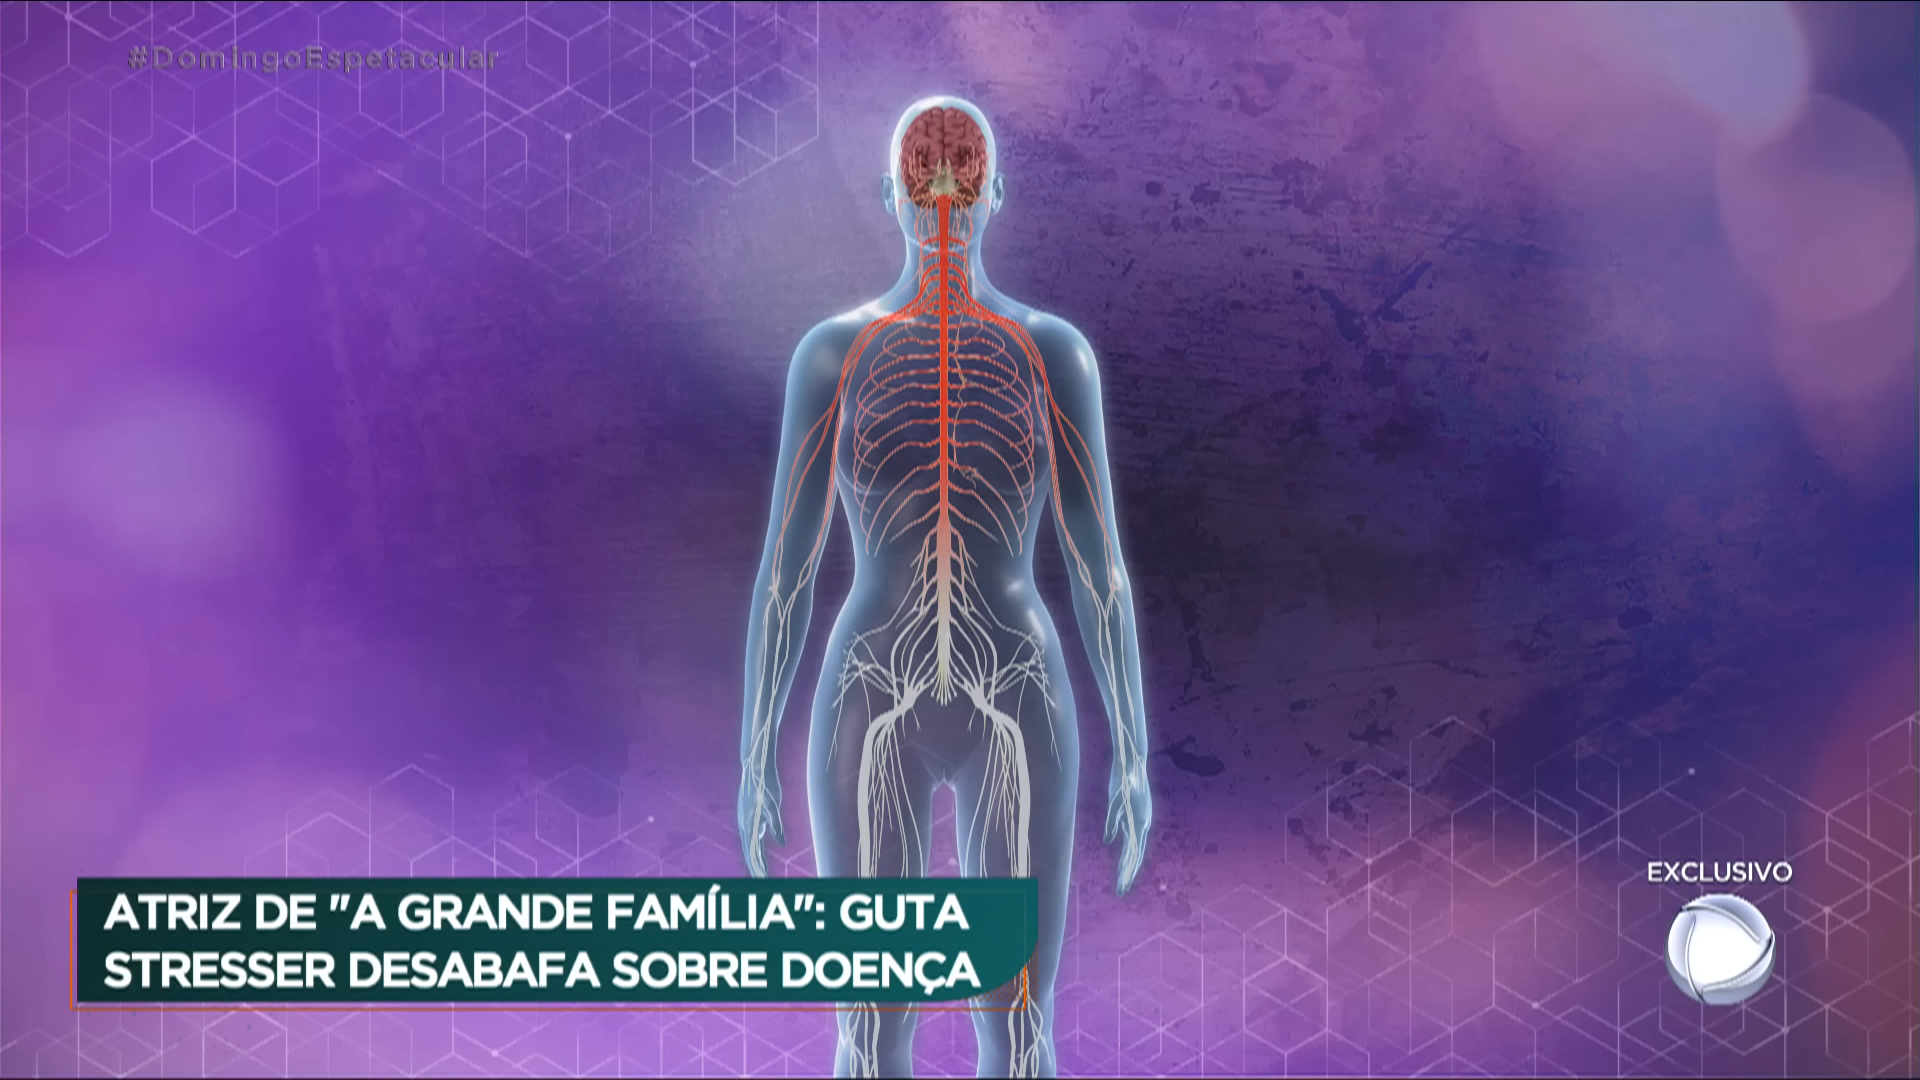 #DomingoEspetacular
EXCLUSIVO
ATRIZ DE "A GRANDE FAMÍLIA": GUTA
STRESSER DESABAFA SOBRE DOENÇA